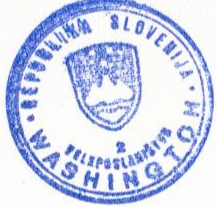 REPUBLIKA SLOVENIJA
2
VELEPOSLANIŠTVO
WASHINGTON